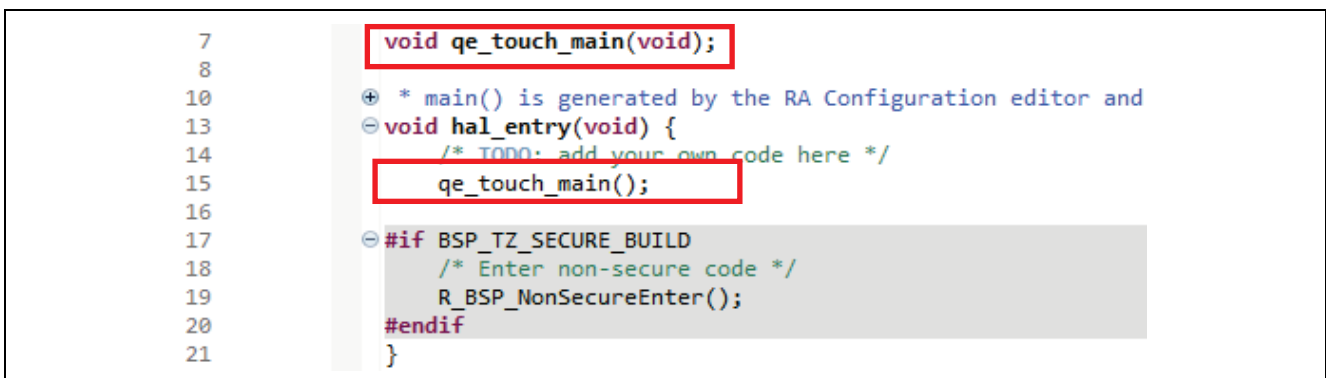 7 void qe_touch_main(void);
8
10 * main() is generated by the RA Configuration editor and
13 void hal_entry(void) {
14 /* TODO: add your own code here */
15 qe_touch_main();
16
17 #if BSP_TZ_SECURE_BUILD
18 /* Enter non-secure code */
19 R_BSP_NonSecureEnter();
20 #endif
21 }